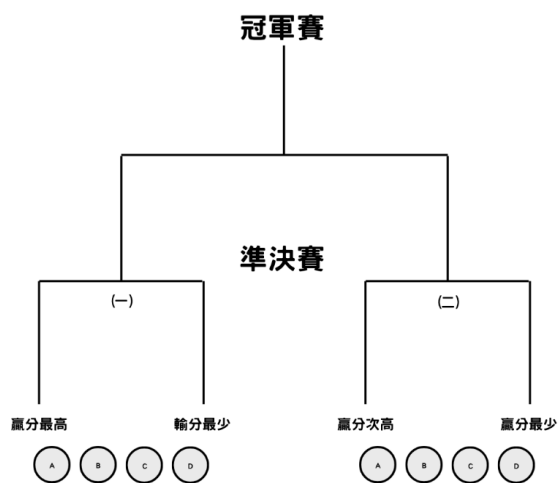 冠軍賽
準決賽
(一) (二)
贏分最高 輸分最少 贏分次高 贏分最少
A B C D A B C D